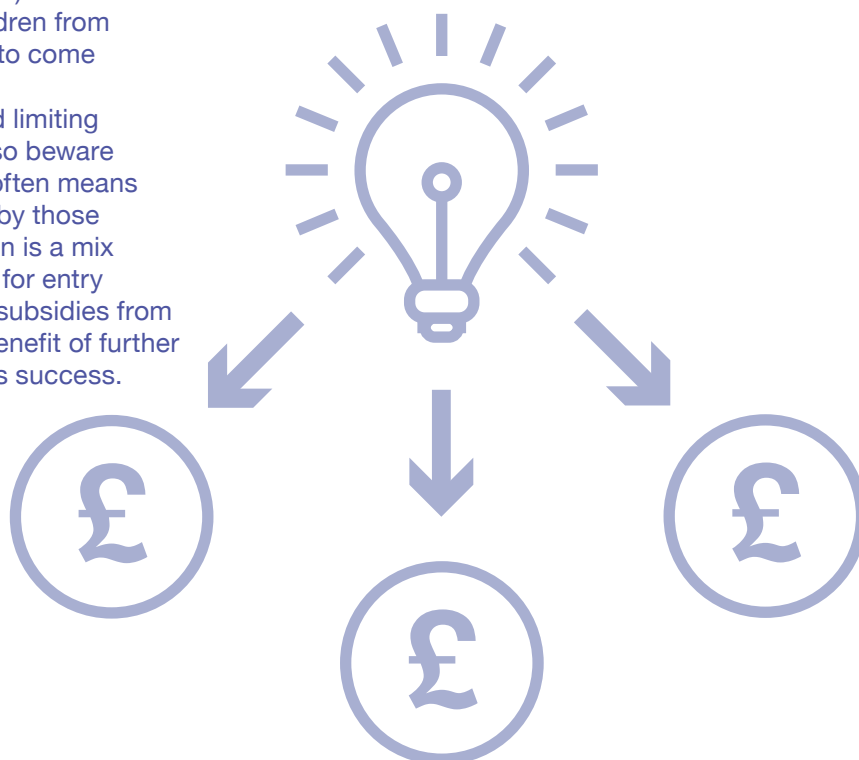 dren from
to come
d limiting
so beware
often means
by those
n is a mix
for entry
subsidies from
enefit of further
s success.
£
£
£